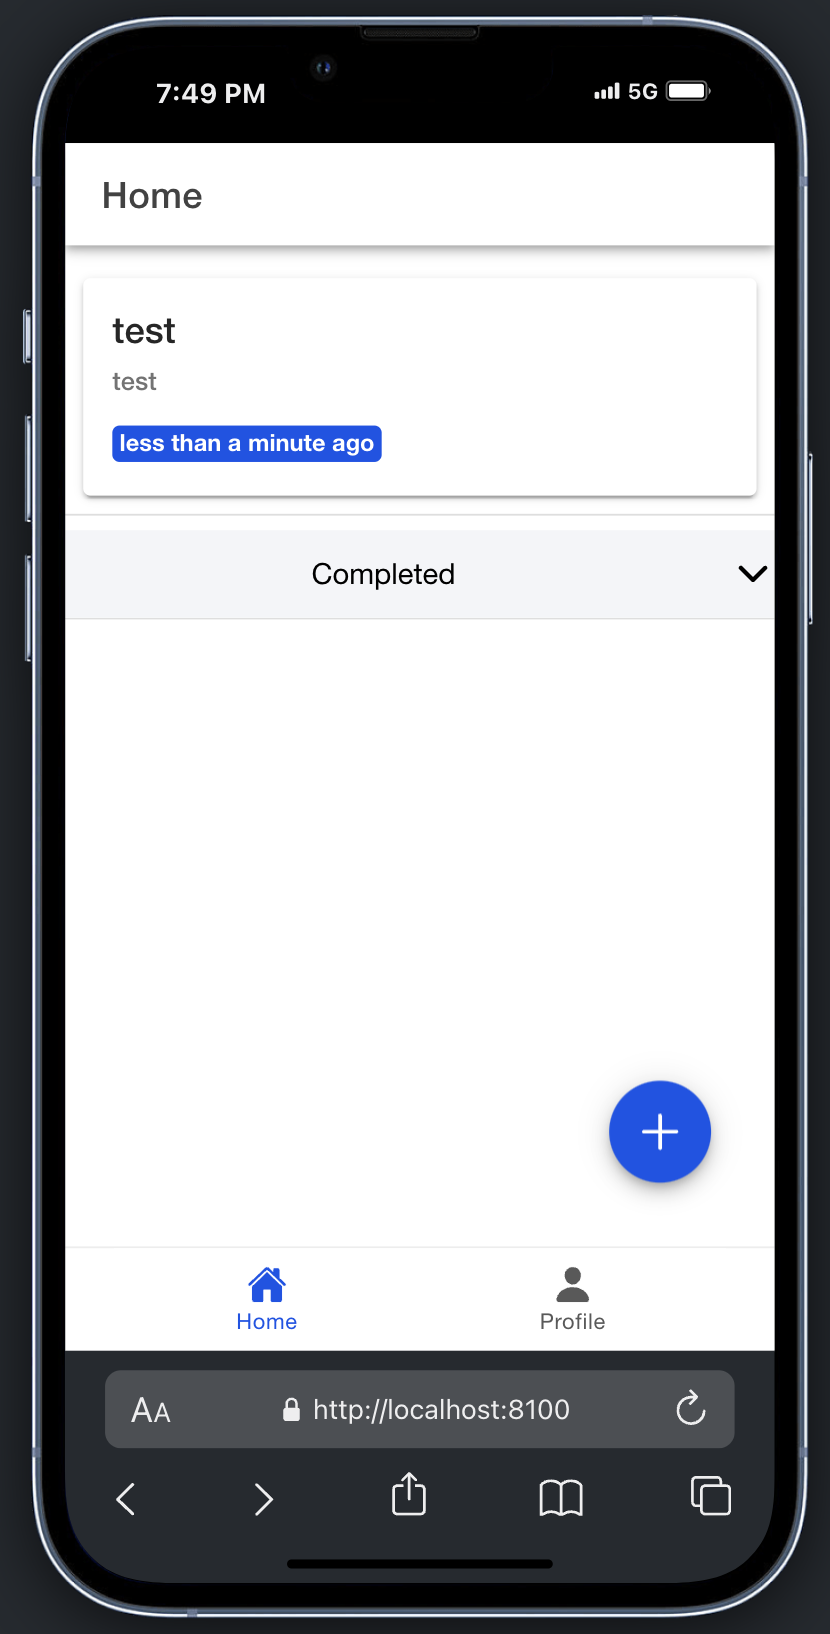 7:49 PM
5G
Home
test
test
less than a minute ago
Completed
Home
Profile
AA
http://localhost:8100